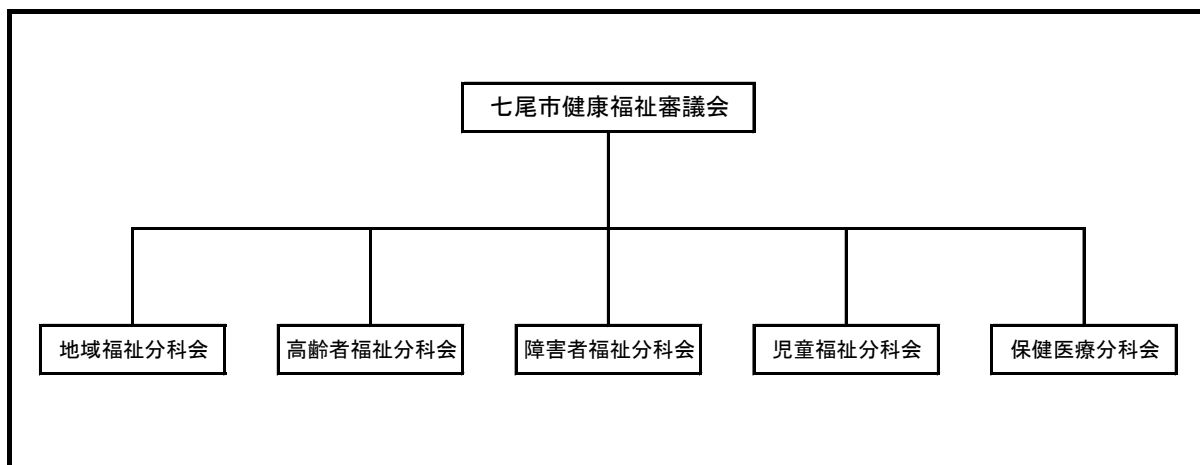 七尾市健康福祉審議会
地域福祉分科会
高齢者福祉分科会
障害者福祉分科会
児童福祉分科会
保健医療分科会